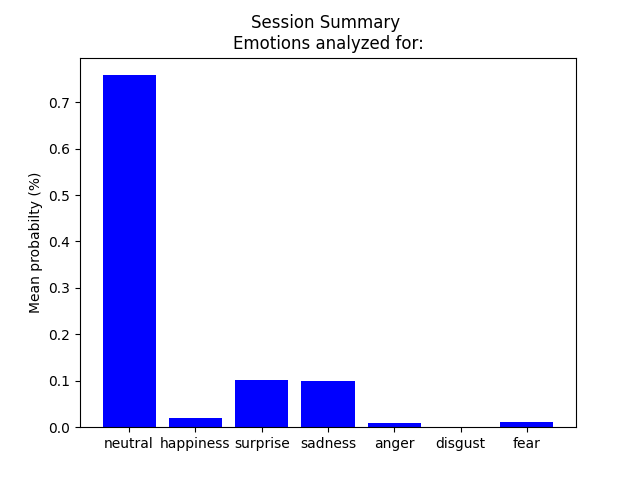 Session Summary
Emotions analyzed for:
Mean probabilty (%)
0.7
0.6
0.5
0.4
0.3
0.2
0.1
0.0
neutral happiness surprise sadness anger disgust fear